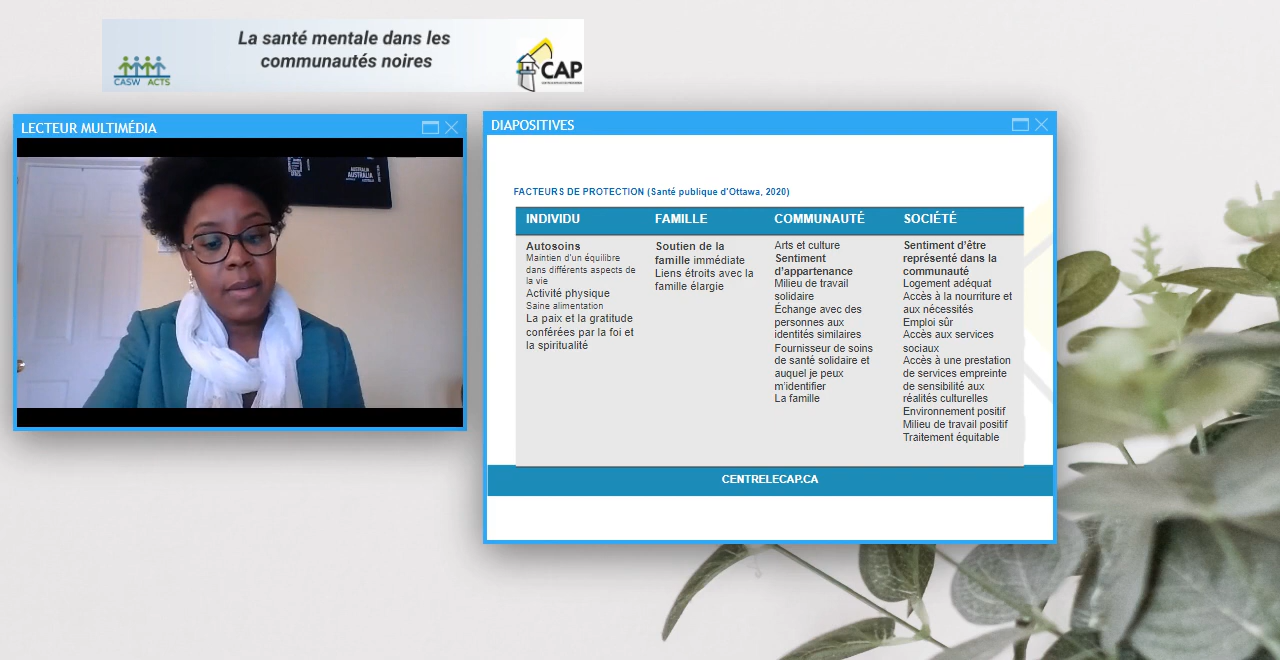 La santé mentale dans les
communautés noires
CASW ACTS
CAP
LECTEUR MULTIMÉDIA
AUSTRALIA
AUSTRALIA
DIAPOSITIVES
FACTEURS DE PROTECTION (Santé publique d'Ottawa, 2020)
INDIVIDU
Autosoins
Maintien d'un équilibre
dans différents aspects de
la vie
Activité physique
Saine alimentation
La paix et la gratitude
conférées par la foi et
la spiritualité
FAMILLE
Soutien de la
famille immédiate
Liens étroits avec la
famille élargie
COMMUNAUTÉ
Arts et culture
Sentiment
d'appartenance
Milieu de travail
solidaire
Échange avec des
personnes aux
identités similaires
Fournisseur de soins
de santé solidaire et
auquel je peux
m'identifier
La famille
SOCIÉTÉ
Sentiment d'être
représenté dans la
communauté
Logement adéquat
Accès à la nourriture et
aux nécessités
Emploi sûr
Accès aux services
sociaux
Accès à une prestation
de services empreinte
de sensibilité aux
réalités culturelles
Environnement positif
Milieu de travail positif
Traitement équitable
CENTRELECAP.CA